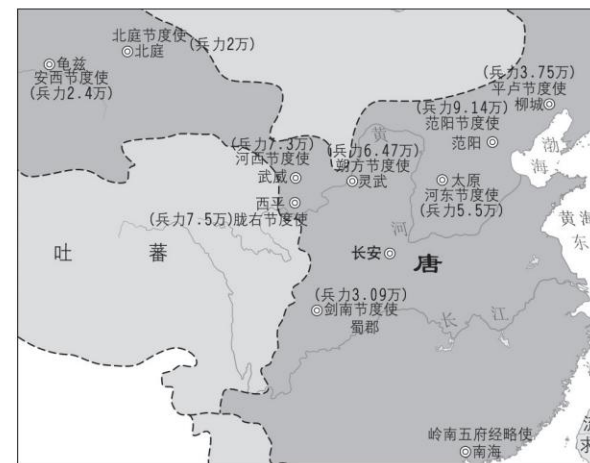 北庭节度使
(兵力2万)
北庭
龟兹
安西节度使
(兵力2.4万)
(兵力3.75万)
平卢节度使
柳城
(兵力9.14万)
范阳节度使
范阳
渤
海
黄
(兵力7.3万)
河西节度使
武威
(兵力6.47万)
朔方节度使
灵武
太原
河东节度使
(兵力5.5万)
西平
(兵力7.5万)胧右节度使
黄海
东
河
吐 蕃
长安
唐
(兵力3.09万)
剑南节度使
蜀郡
长 江
岭南五府经略使
南海
流
求